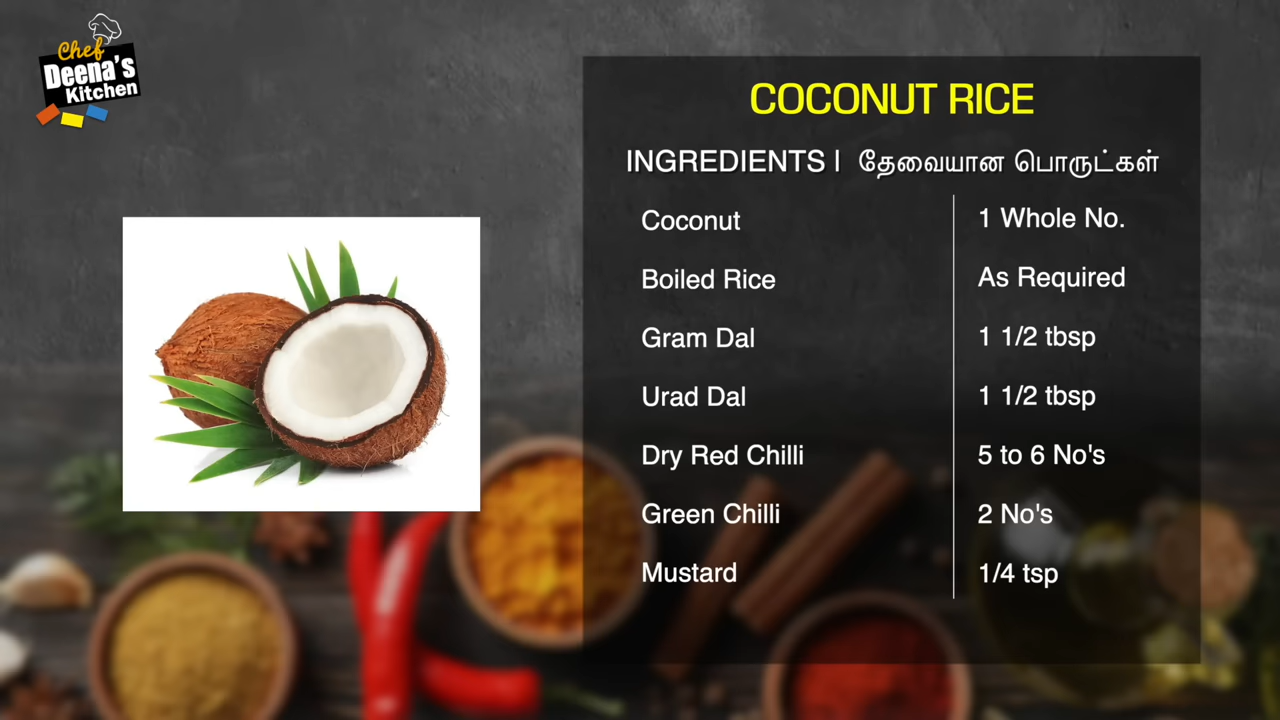 Chef
Deena's
Kitchen
COCONUT RICE
INGREDIENTS | தேவையான பொருட்கள்
Coconut 1 Whole No.
Boiled Rice As Required
Gram Dal 1 1/2 tbsp
Urad Dal 1 1/2 tbsp
Dry Red Chilli 5 to 6 No's
Green Chilli 2 No's
Mustard 1/4 tsp